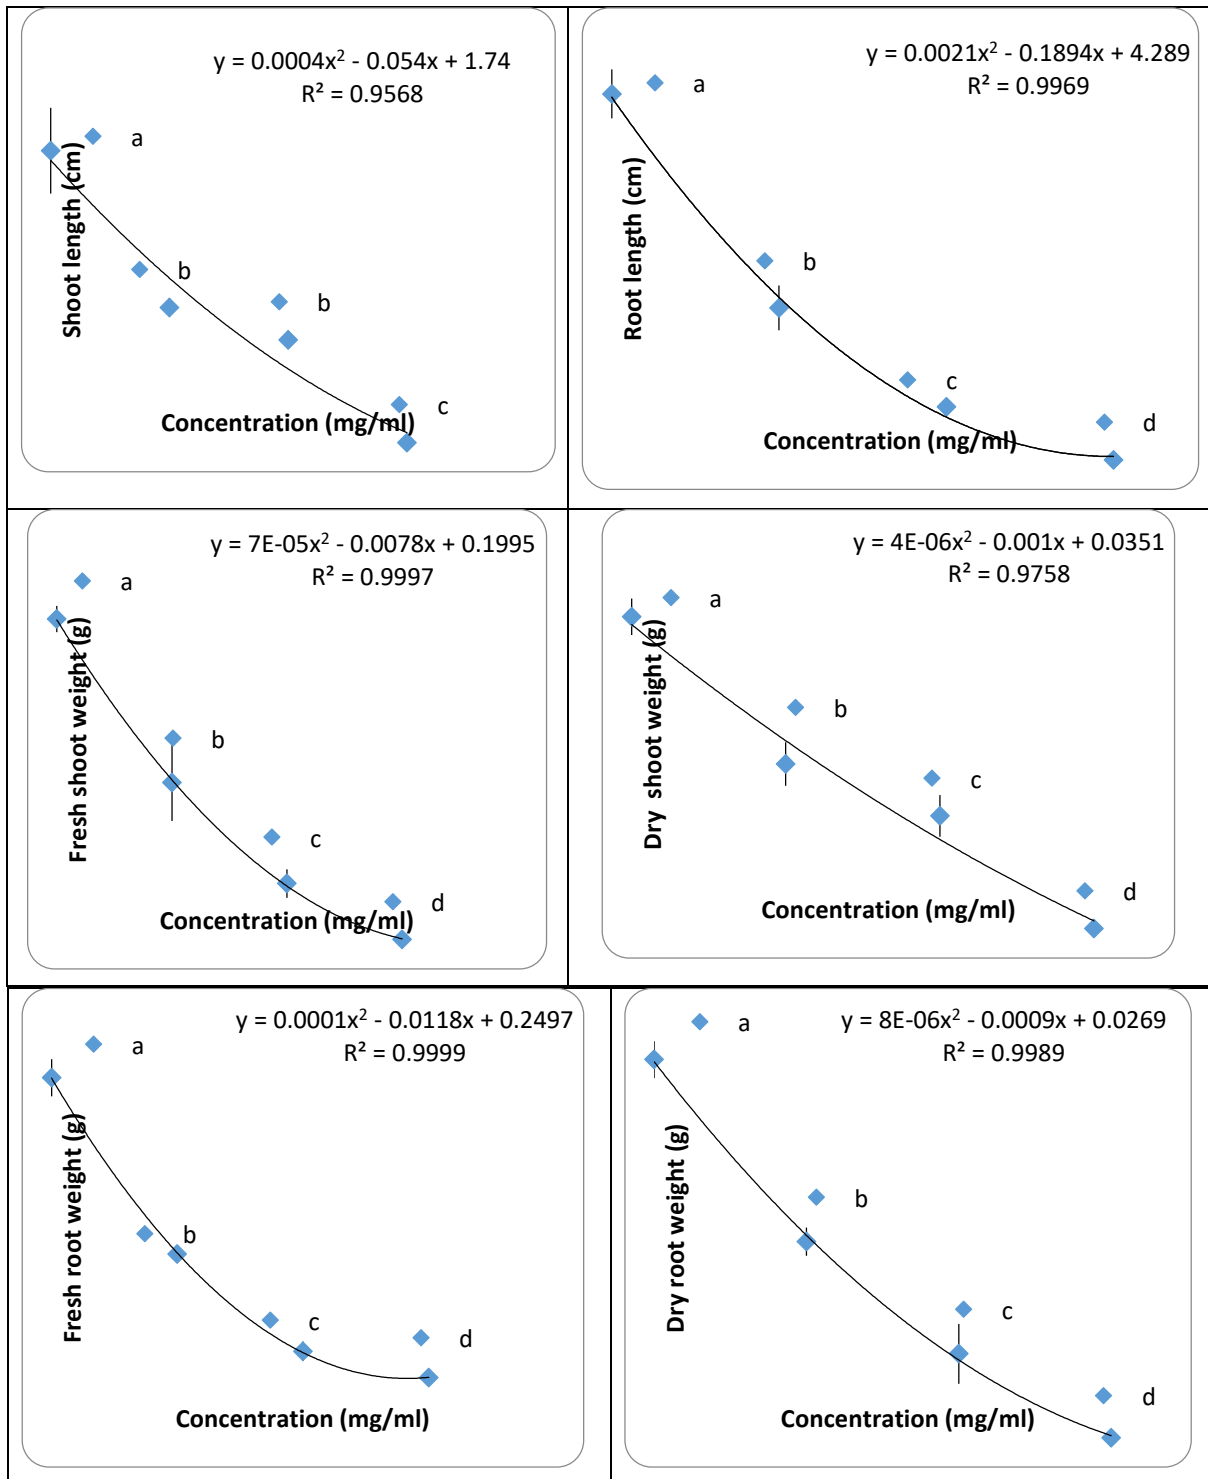 y = 0.0004x² - 0.054x + 1.74
R² = 0.9568
a
b
b
c
Shoot length (cm)
Concentration (mg/ml)
y = 0.0021x² - 0.1894x + 4.289
R² = 0.9969
a
b
c
d
Root length (cm)
Concentration (mg/ml)
y = 7E-05x² - 0.0078x + 0.1995
R² = 0.9997
a
b
c
d
Fresh shoot weight (g)
Concentration (mg/ml)
y = 4E-06x² - 0.001x + 0.0351
R² = 0.9758
a
b
c
d
Dry shoot weight (g)
Concentration (mg/ml)
y = 0.0001x² - 0.0118x + 0.2497
R² = 0.9999
a
b
c
d
Fresh root weight (g)
Concentration (mg/ml)
y = 8E-06x² - 0.0009x + 0.0269
R² = 0.9989
a
b
c
d
Dry root weight (g)
Concentration (mg/ml)